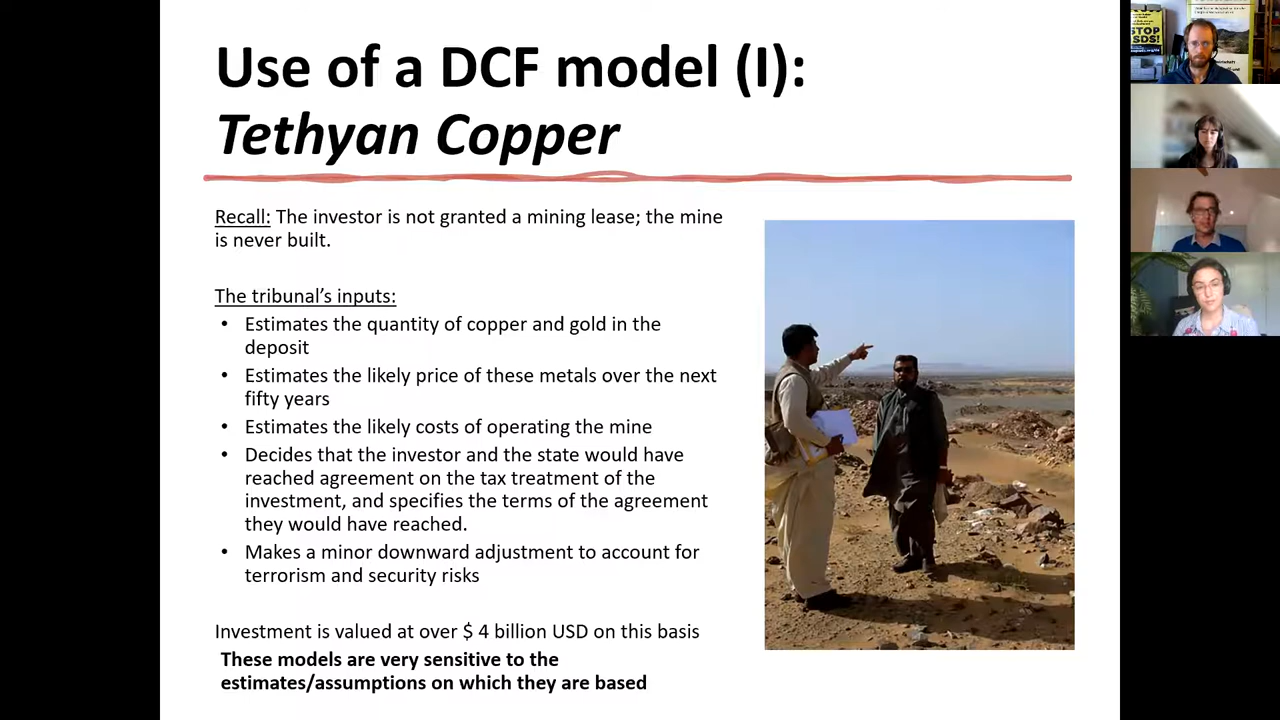 Use of a DCF model (I):
Tethyan Copper
Recall: The investor is not granted a mining lease; the mine
is never built.
The tribunal's inputs:
• Estimates the quantity of copper and gold in the
deposit
• Estimates the likely price of these metals over the next
fifty years
• Estimates the likely costs of operating the mine
• Decides that the investor and the state would have
reached agreement on the tax treatment of the
investment, and specifies the terms of the agreement
they would have reached.
• Makes a minor downward adjustment to account for
terrorism and security risks
Investment is valued at over $ 4 billion USD on this basis
These models are very sensitive to the
estimates/assumptions on which they are based
STOP